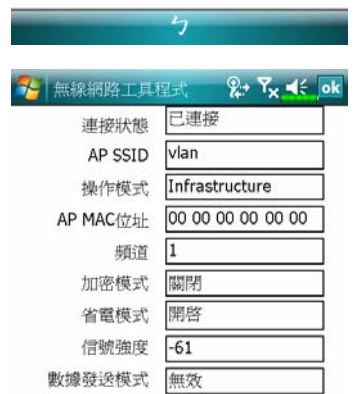 ㄅ
無線網路工具程式 ok
連接狀態 已連接
AP SSID vlan
操作模式 Infrastructure
AP MAC位址 00 00 00 00 00 00
頻道 1
加密模式 關閉
省電模式 開啓
信號強度 -61
數據發送模式 無效